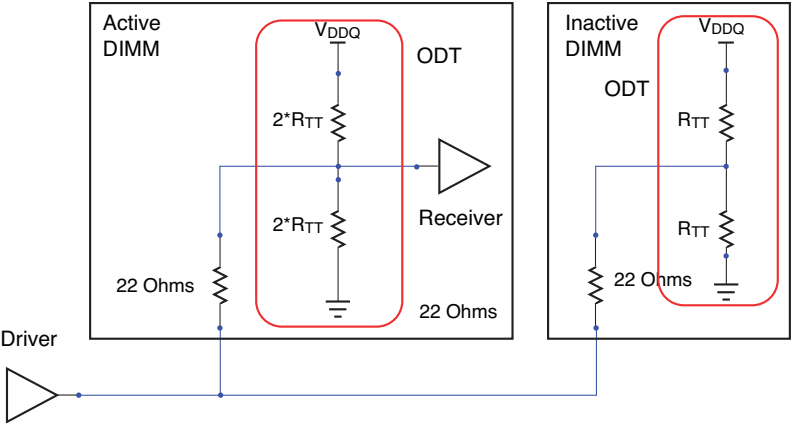 Active
DIMM
VDDQ
ODT
2*RTT
2*RTT
Receiver
22 Ohms
22 Ohms
Inactive
DIMM
VDDQ
ODT
RTT
RTT
22 Ohms
Driver